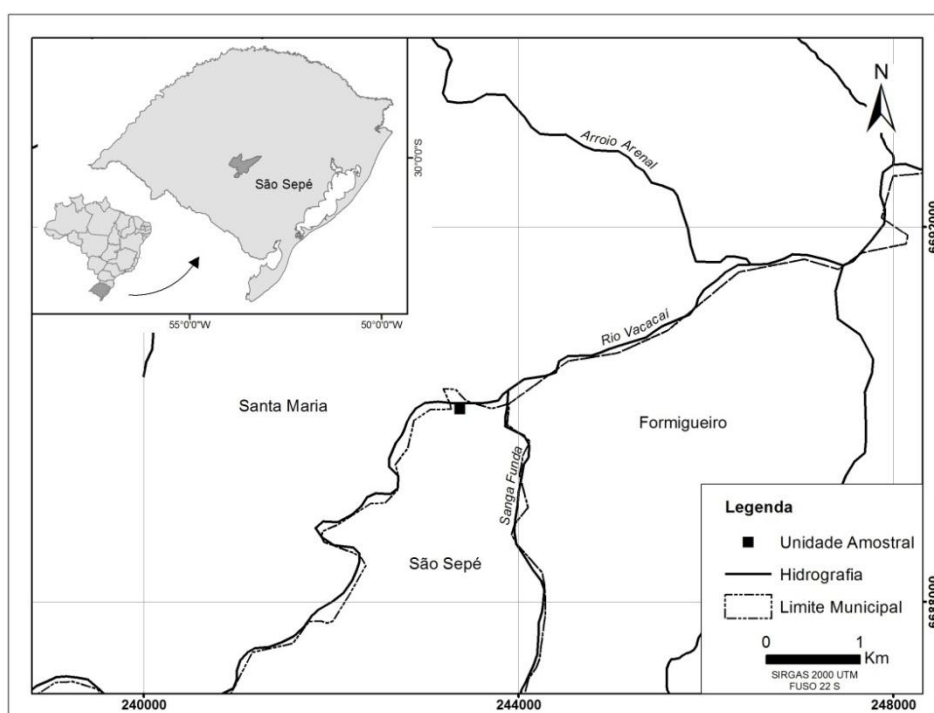 N
Arroio Arenal
30°0'0"S
São Sepé
6692000
55°0'0"W
50°0'0"W
Rio Vacacaí
Santa Maria
Formigueiro
Sanga Funda
Legenda
Unidade Amostral
São Sepé
Hidrografia
Limite Municipal
6688000
0 1
Km
SIRGAS 2000 UTM
FUSO 22 S
240000
244000
248000